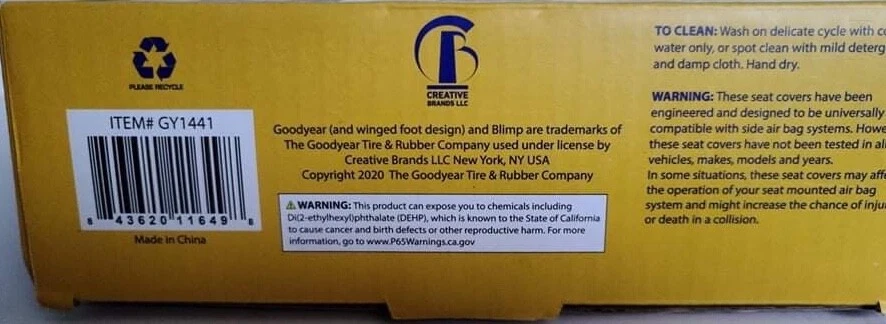 PLEASE RECYCLE
ITEM# GY1441
8 43620 11649 8
Made in China
CREATIVE
BRANDS LLC
Goodyear (and winged foot design) and Blimp are trademarks of
The Goodyear Tire & Rubber Company used under license by
Creative Brands LLC New York, NY USA
Copyright 2020 The Goodyear Tire & Rubber Company
WARNING: This product can expose you to chemicals including
Di(2-ethylhexyl)phthalate (DEHP), which is known to the State of California
to cause cancer and birth defects or other reproductive harm. For more
information, go to www.P65Warnings.ca.gov
TO CLEAN: Wash on delicate cycle with
water only, or spot clean with mild
and damp cloth. Hand dry.
WARNING: These seat covers have been
engineered and designed to be universally
compatible with side air bag systems.
these seat covers have not been tested in
vehicles, makes, models and years.
In some situations, these seat covers may
the operation of your seat mounted air bag
system and might increase the chance of
or death in a collision.